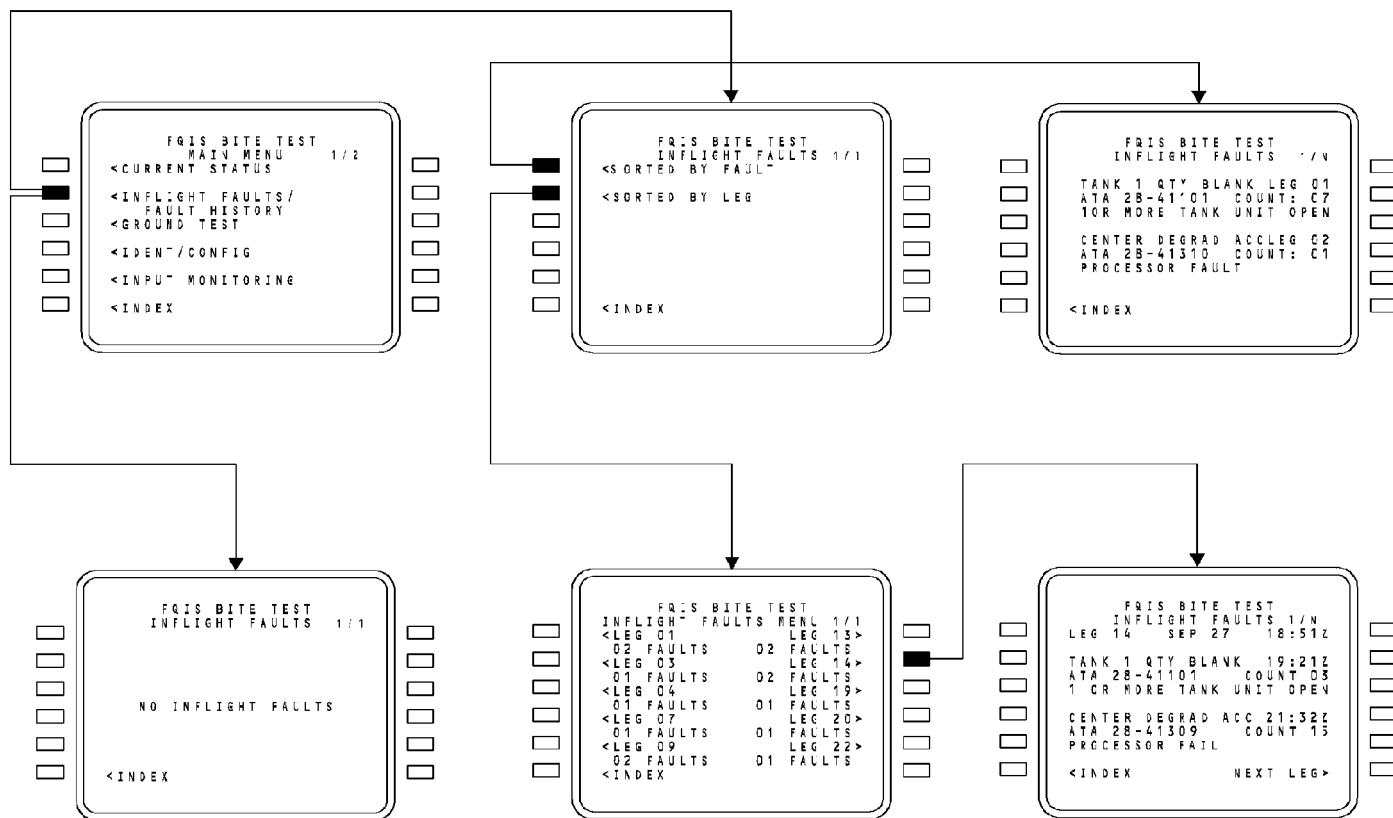 FQIS BITE TEST
MAIN MENU 1/2
<CURRENT STATUS
<INFLIGHT FAULTS/
FAULT HISTORY
<GROUND TEST
<IDENT/CONFIG
<INPUT MONITORING
<INDEX
FQIS BITE TEST
INFLIGHT FAULTS 1/1
<SORTED BY FAULT
<SORTED BY LEG
<INDEX
FQIS BITE TEST
INFLIGHT FAULTS 1/N
TANK 1 QTY BLANK LEG 01
ATA 28-41101 COUNT: 07
1OR MORE TANK UNIT OPEN
CENTER DEGRAD ACCLEG 02
ATA 28-41310 COUNT: 01
PROCESSOR FAULT
<INDEX
FQIS BITE TEST
INFLIGHT FAULTS 1/1
NO INFLIGHT FAULTS
<INDEX
FQIS BITE TEST
INFLIGHT FAULTS MENU 1/1
<LEG 01 LEG 13>
02 FAULTS 02 FAULTS
<LEG 03 LEG 14>
01 FAULTS 02 FAULTS
<LEG 04 LEG 19>
01 FAULTS 01 FAULTS
<LEG 07 LEG 20>
01 FAULTS 01 FAULTS
<LEG 09 LEG 22>
02 FAULTS 01 FAULTS
<INDEX
FQIS BITE TEST
INFLIGHT FAULTS 1/N
LEG 14 SEP 27 18:51Z
TANK 1 QTY BLANK 19:21Z
ATA 28-41101 COUNT 03
1 OR MORE TANK UNIT OPEN
CENTER DEGRAD ACC 21:32Z
ATA 28-41309 COUNT 15
PROCESSOR FAIL
<INDEX NEXT LEG>